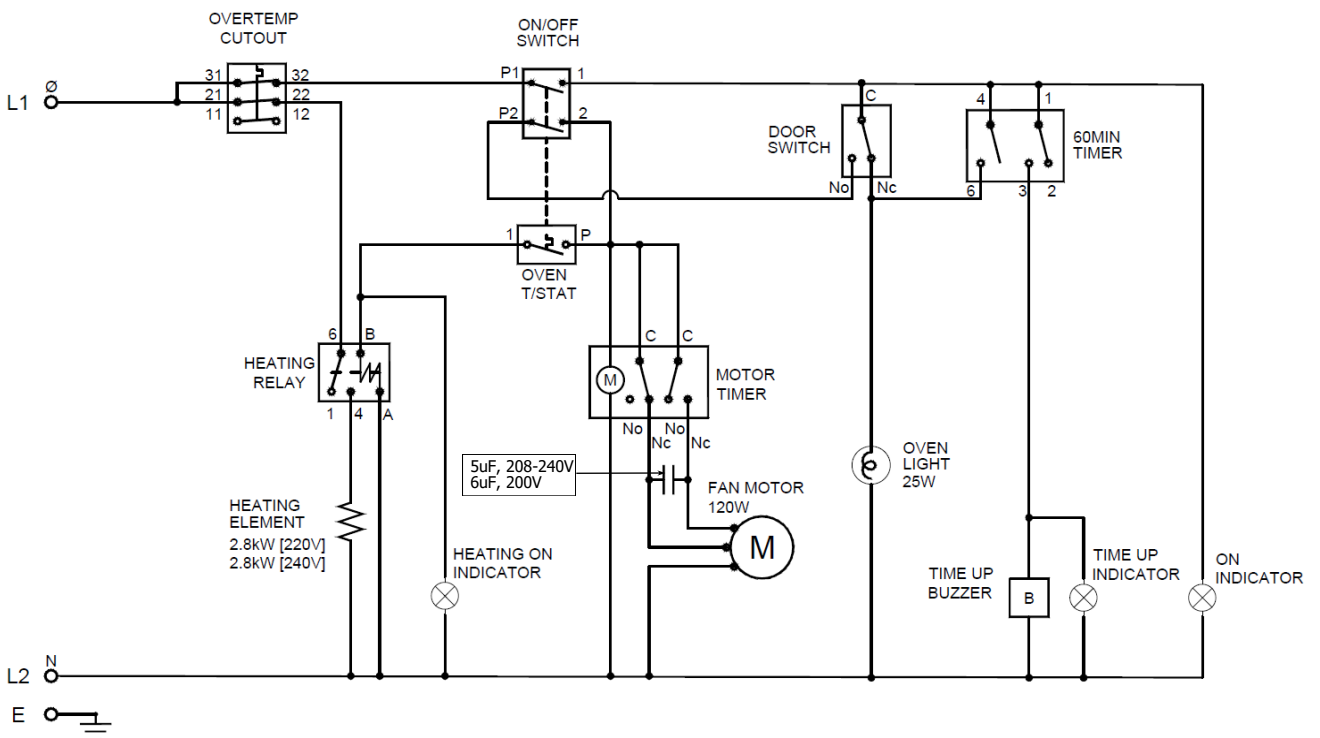 OVERTEMP
CUTOUT
ON/OFF
SWITCH
31 32
21 22
11 12
L1 Ø
P1 1
P2 2
C
DOOR
SWITCH
No Nc
4 1
60MIN
TIMER
6 3 2
1 P
OVEN
T/STAT
6 B
HEATING
RELAY
1 4 A
C C
M
MOTOR
TIMER
No No
Nc Nc
5uF, 208-240V
6uF, 200V
FAN MOTOR
120W
M
OVEN
LIGHT
25W
HEATING
ELEMENT
2.8kW [220V]
2.8kW [240V]
HEATING ON
INDICATOR
TIME UP
BUZZER
B
TIME UP
INDICATOR
ON
INDICATOR
L2 N
E